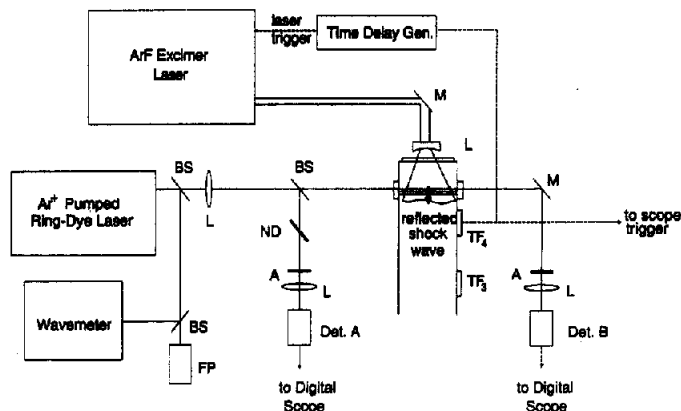 laser
trigger
Time Delay Gen.
ArF Excimer
Laser
M
L
BS
BS
M
Ar+ Pumped
Ring-Dye Laser
L
reflected
shock
wave
TF4
to scope
trigger
ND
A
L
TF3
A
L
Wavemeter
BS
Det. A
Det. B
FP
to Digital
Scope
to Digital
Scope